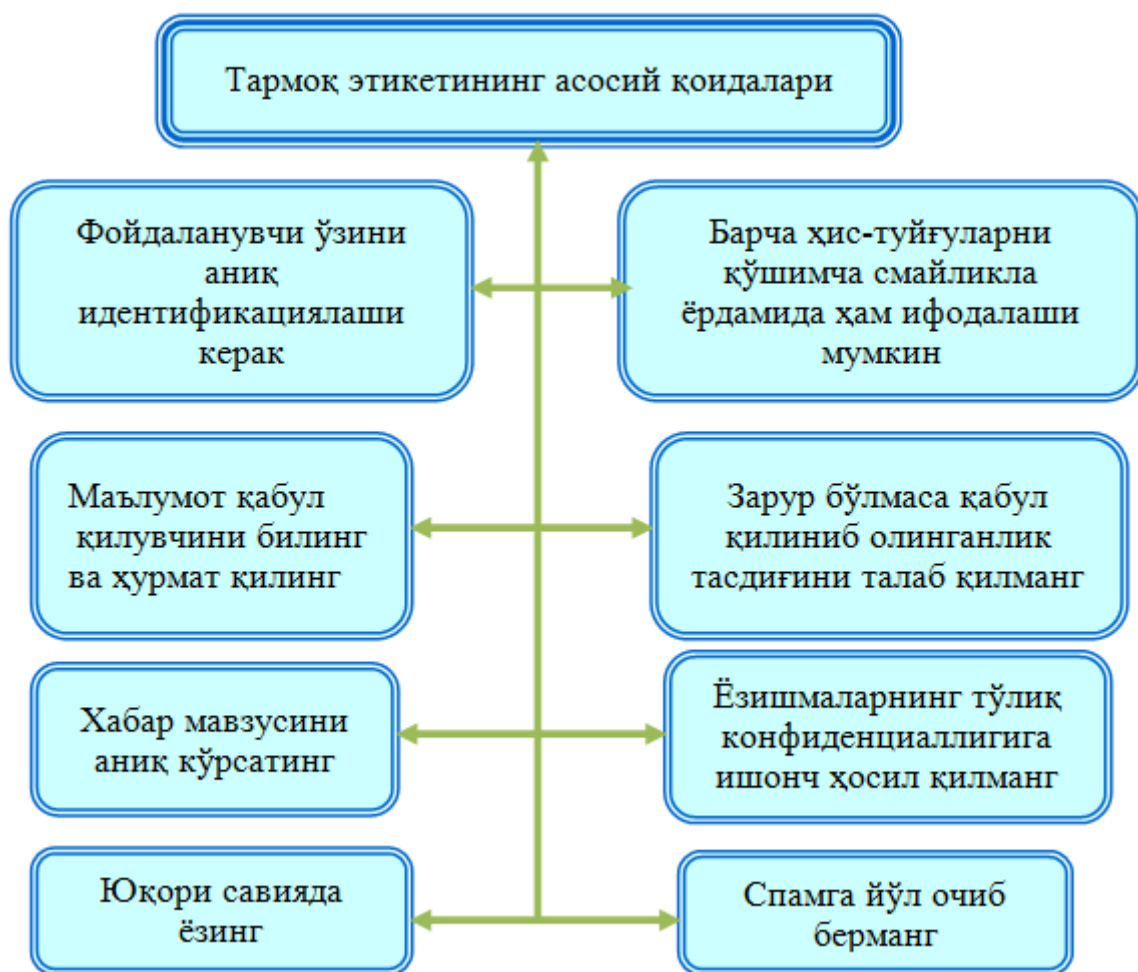 Тармоқ этикетининг асосий қоидалари
Фойдаланувчи ўзини
аниқ
идентификациялаши
керак
Барча ҳис-туйғуларни
қўшимча смайликла
ёрдамида ҳам ифодалаши
мумкин
Маълумот қабул
қилувчини билинг
ва ҳурмат қилинг
Зарур бўлмаса қабул
қилиниб олинганлик
тасдиғини талаб қилманг
Хабар мавзусини
аниқ кўрсатинг
Ёзишмаларнинг тўлиқ
конфиденциаллигига
ишонч ҳосил қилманг
Юқори савияда
ёзинг
Спамга йўл очиб
берманг